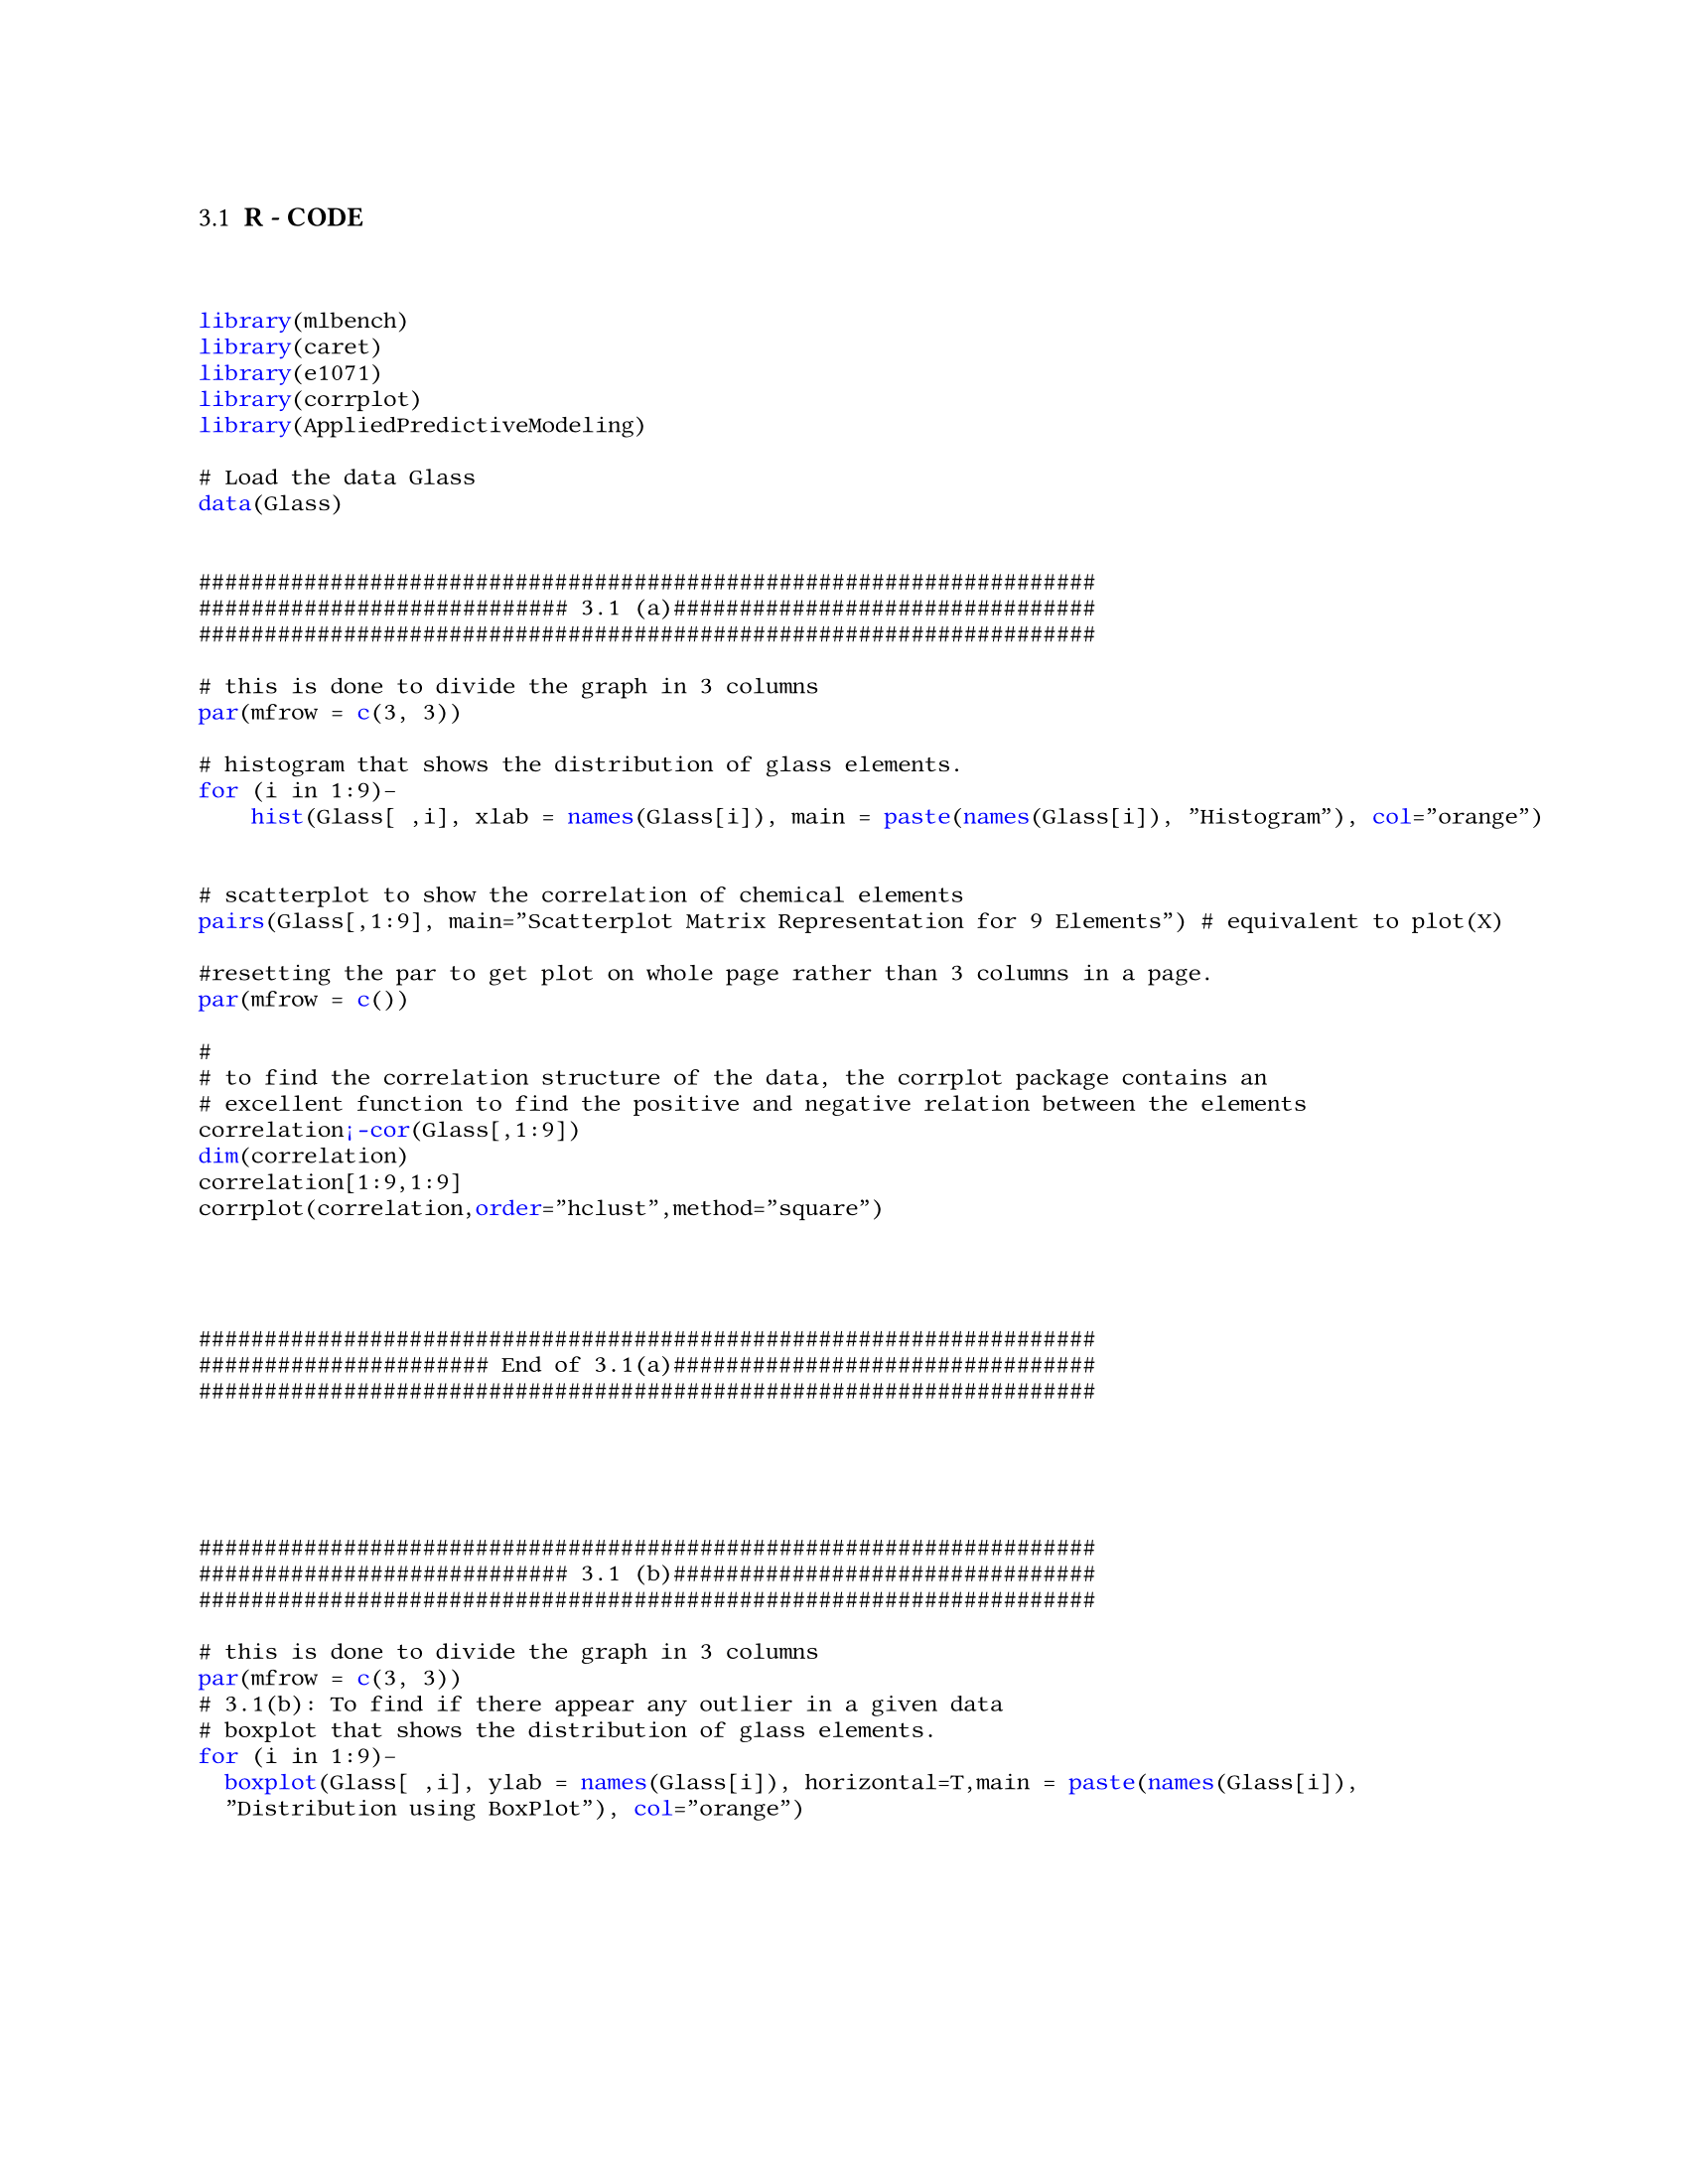 3.1 R - CODE
library(mlbench)
library(caret)
library(e1071)
library(corrplot)
library(AppliedPredictiveModeling)
# Load the data Glass
data(Glass)
####################################################################
############################ 3.1 (a)################################
####################################################################
# this is done to divide the graph in 3 columns
par(mfrow = c(3, 3))
# histogram that shows the distribution of glass elements.
for (i in 1:9)–
hist(Glass[ ,i], xlab = names(Glass[i]), main = paste(names(Glass[i]), ”Histogram”), col=”orange”)
# scatterplot to show the correlation of chemical elements
pairs(Glass[,1:9], main=”Scatterplot Matrix Representation for 9 Elements”) # equivalent to plot(X)
#resetting the par to get plot on whole page rather than 3 columns in a page.
par(mfrow = c())
#
# to find the correlation structure of the data, the corrplot package contains an
# excellent function to find the positive and negative relation between the elements
correlation¡-cor(Glass[,1:9])
dim(correlation)
correlation[1:9,1:9]
corrplot(correlation,order=”hclust”,method=”square”)
####################################################################
###################### End of 3.1(a)################################
####################################################################
####################################################################
############################ 3.1 (b)################################
####################################################################
# this is done to divide the graph in 3 columns
par(mfrow = c(3, 3))
# 3.1(b): To find if there appear any outlier in a given data
# boxplot that shows the distribution of glass elements.
for (i in 1:9)–
boxplot(Glass[ ,i], ylab = names(Glass[i]), horizontal=T,main = paste(names(Glass[i]),
”Distribution using BoxPlot”), col=”orange”)